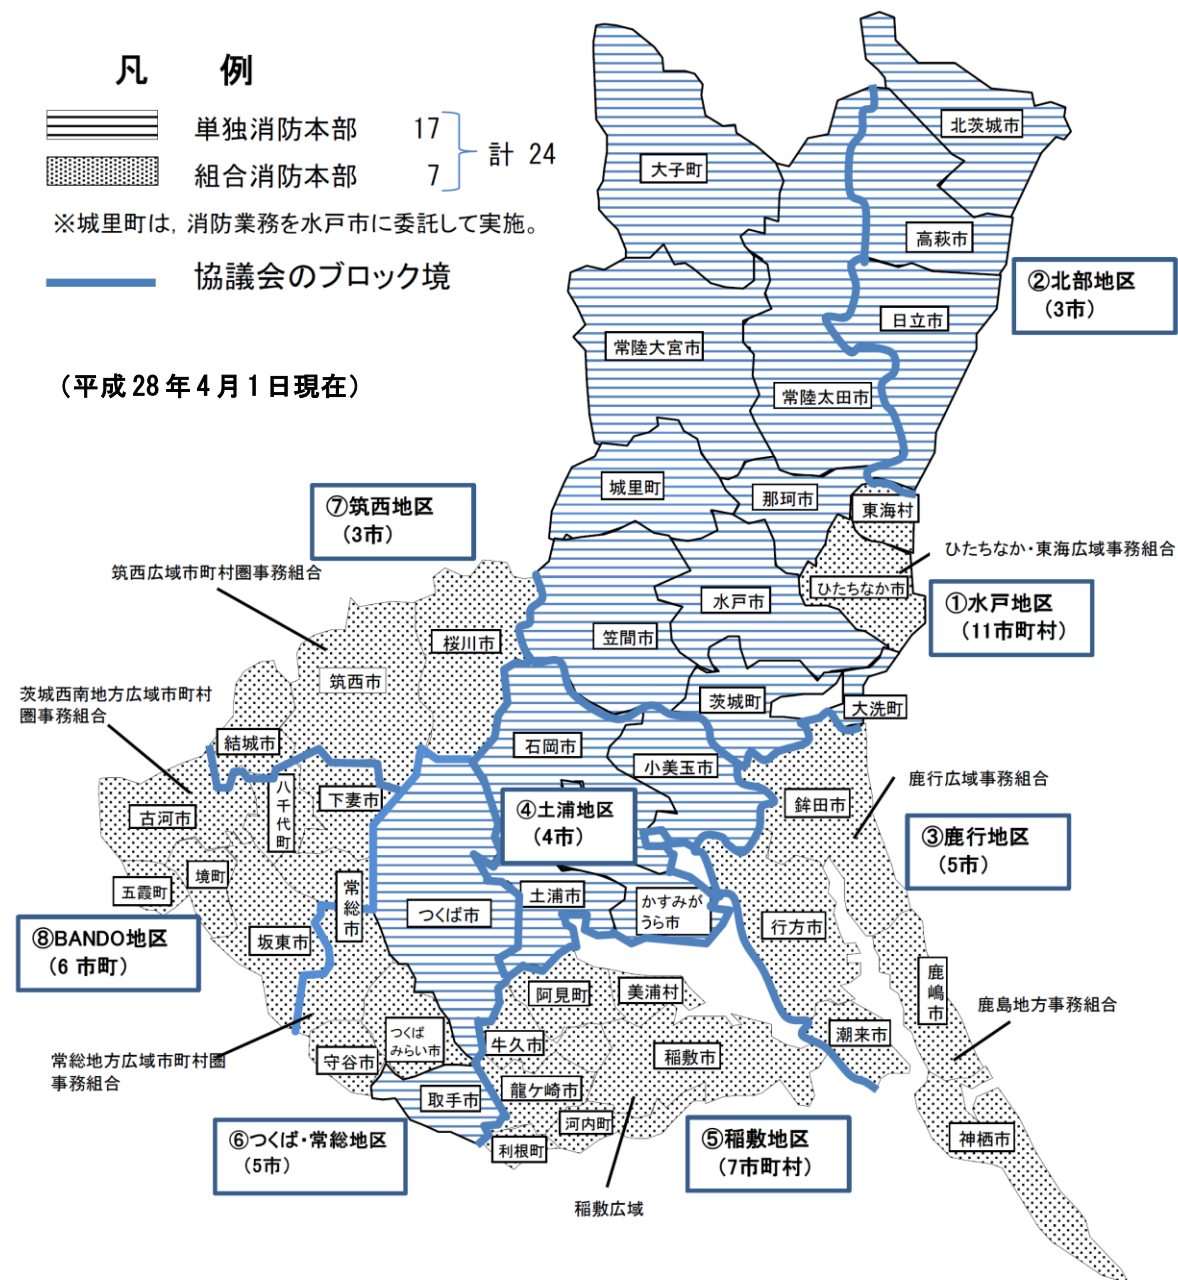 凡 例
単独消防本部 17
組合消防本部 7
計 24
※城里町は，消防業務を水戸市に委託して実施。
協議会のブロック境
（平成28年4月1日現在）
北茨城市
大子町
高萩市
②北部地区
（3市）
日立市
常陸大宮市
常陸太田市
城里町
那珂市
東海村
⑦筑西地区
（3市）
ひたちなか・東海広域事務組合
筑西広域市町村圏事務組合
ひたちなか市
水戸市
①水戸地区
（11市町村）
笠間市
桜川市
筑西市
茨城西南地方広域市町村
圏事務組合
茨城町
大洗町
結城市
石岡市
小美玉市
鹿行広域事務組合
八千代町
下妻市
鉾田市
古河市
④土浦地区
（4市）
③鹿行地区
（5市）
五霞町
境町
常総市
土浦市
かすみが
うら市
つくば市
行方市
⑧BANDO地区
（6 市町）
坂東市
鹿嶋市
阿見町
美浦村
鹿島地方事務組合
潮来市
つくば
みらい市
牛久市
稲敷市
常総地方広域市町村圏
事務組合
守谷市
龍ケ崎市
取手市
河内町
⑥つくば・常総地区
（5市）
利根町
⑤稲敷地区
（7市町村）
神栖市
稲敷広域